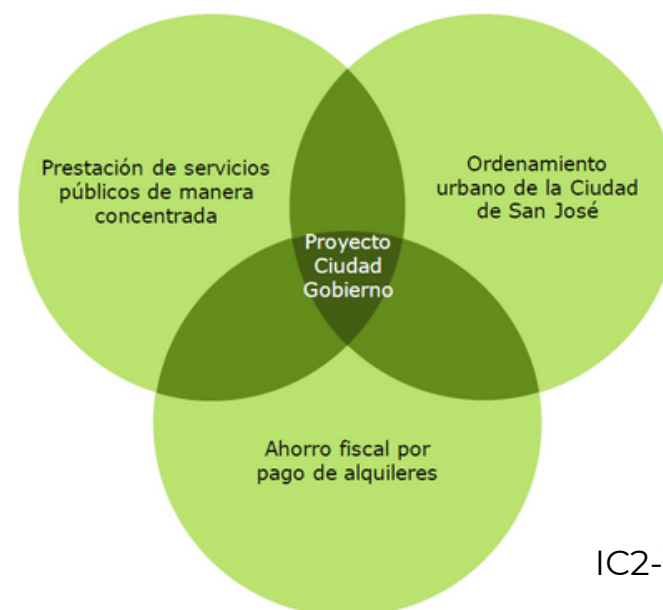 Prestación de servicios
públicos de manera
concentrada
Ordenamiento
urbano de la Ciudad
de San José
Proyecto
Ciudad
Gobierno
Ahorro fiscal por
pago de alquileres
IC2-